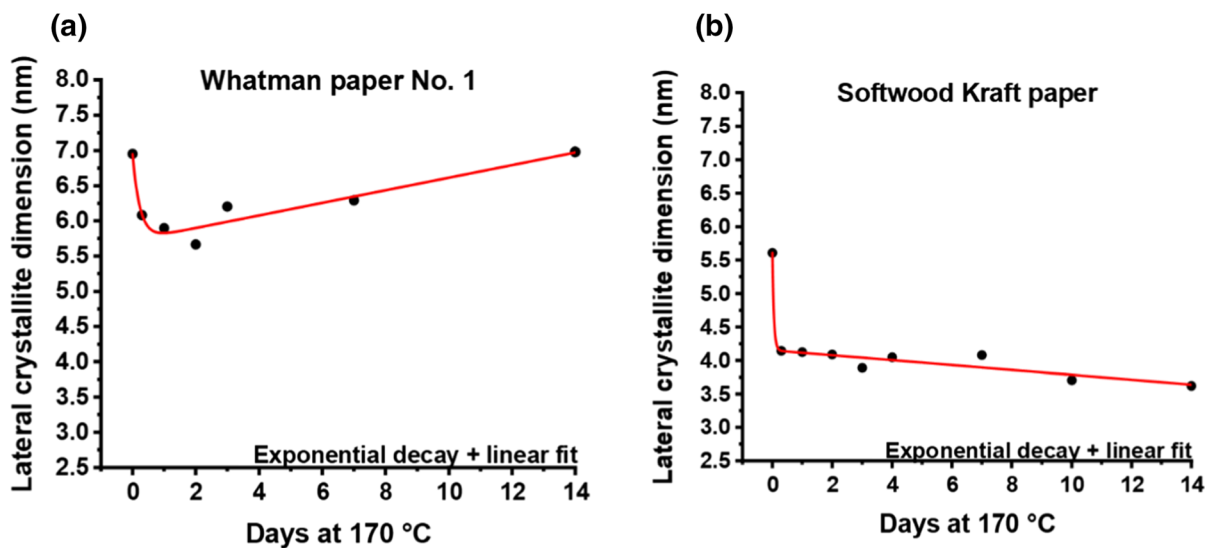 (a)
Whatman paper No. 1
Lateral crystallite dimension (nm)
8.0
7.5
7.0
6.5
6.0
5.5
5.0
4.5
4.0
3.5
3.0
2.5
Exponential decay + linear fit
0 2 4 6 8 10 12 14
Days at 170 °C
(b)
Softwood Kraft paper
Lateral crystallite dimension (nm)
8.0
7.5
7.0
6.5
6.0
5.5
5.0
4.5
4.0
3.5
3.0
2.5
Exponential decay + linear fit
0 2 4 6 8 10 12 14
Days at 170 °C